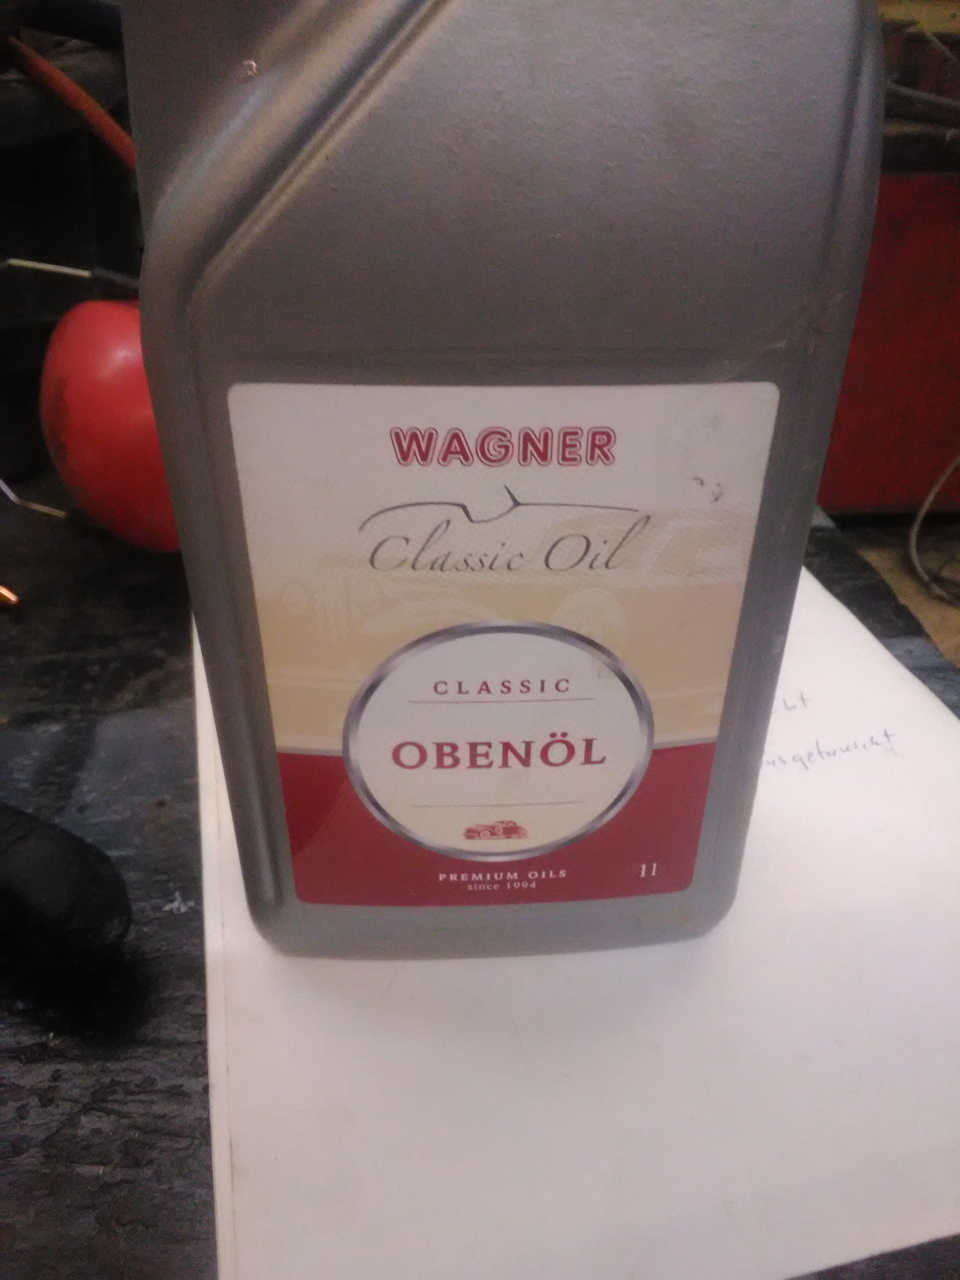 WAGNER
Classic Oil
CLASSIC
OBENÖL
PREMIUM OILS
since 1994
1l